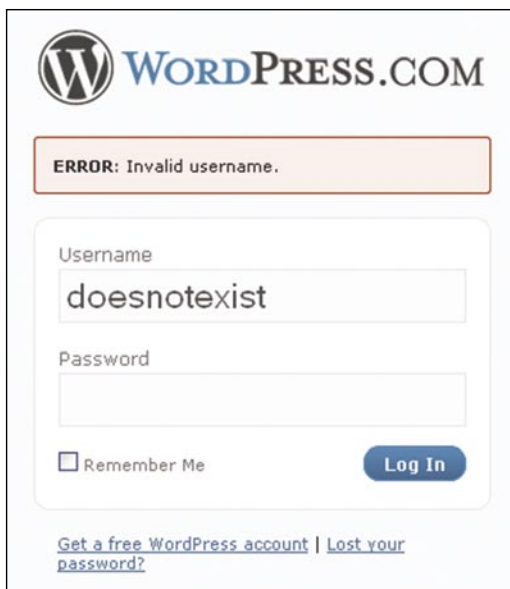 W WORDPRESS.COM
ERROR: Invalid username.
Username
doesnotexist
Password
Remember Me
Log In
Get a free WordPress account | Lost your
password?